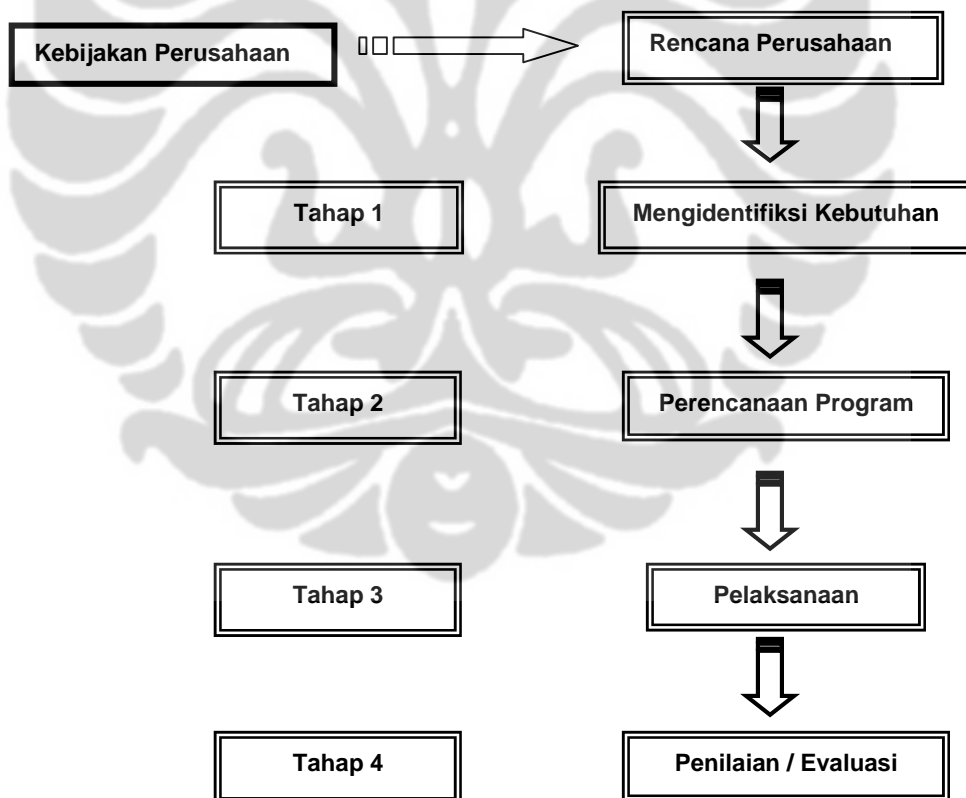 Kebijakan Perusahaan
Rencana Perusahaan
Tahap 1
Mengidentifiksi Kebutuhan
Tahap 2
Perencanaan Program
Tahap 3
Pelaksanaan
Tahap 4
Penilaian / Evaluasi